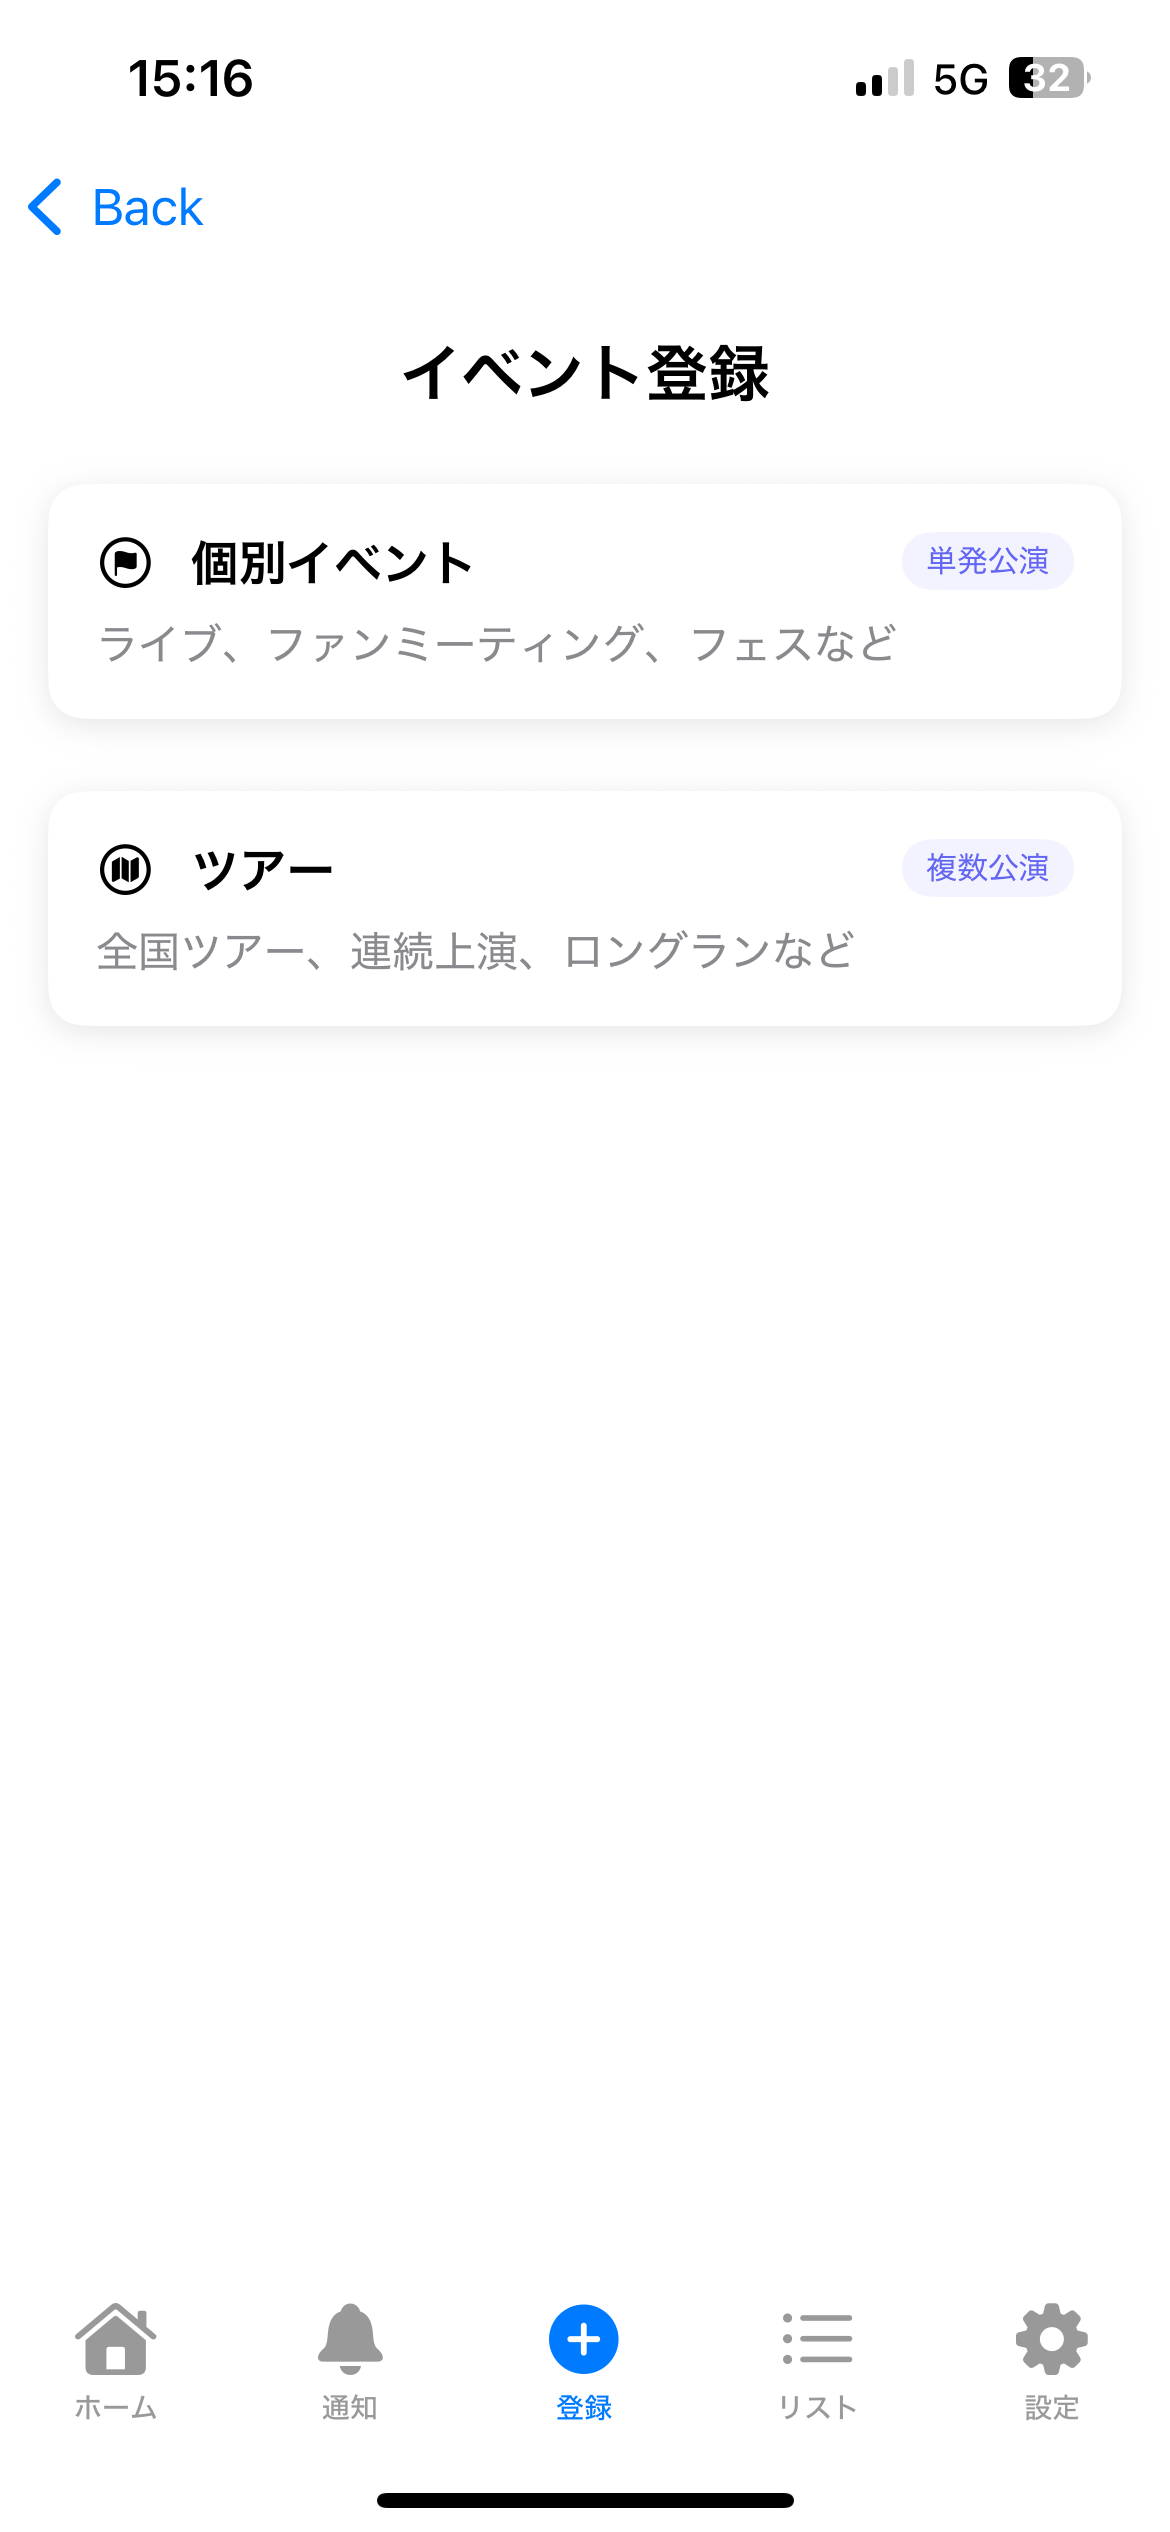 15:16 5G 32
Back
イベント登録
個別イベント 単発公演
ライブ、ファンミーティング、フェスなど
ツアー 複数公演
全国ツアー、連続上演、ロングランなど
ホーム 通知 登録 リスト 設定